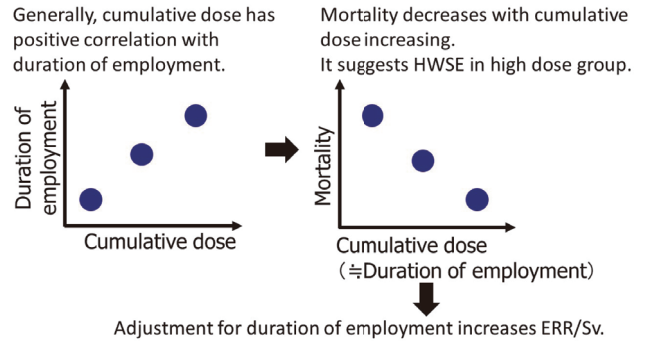 Generally, cumulative dose has
positive correlation with
duration of employment.
Duration of
employment
Cumulative dose
Mortality decreases with cumulative
dose increasing.
It suggests HWSE in high dose group.
Mortality
Cumulative dose
(≒Duration of employment)
Adjustment for duration of employment increases ERR/Sv.